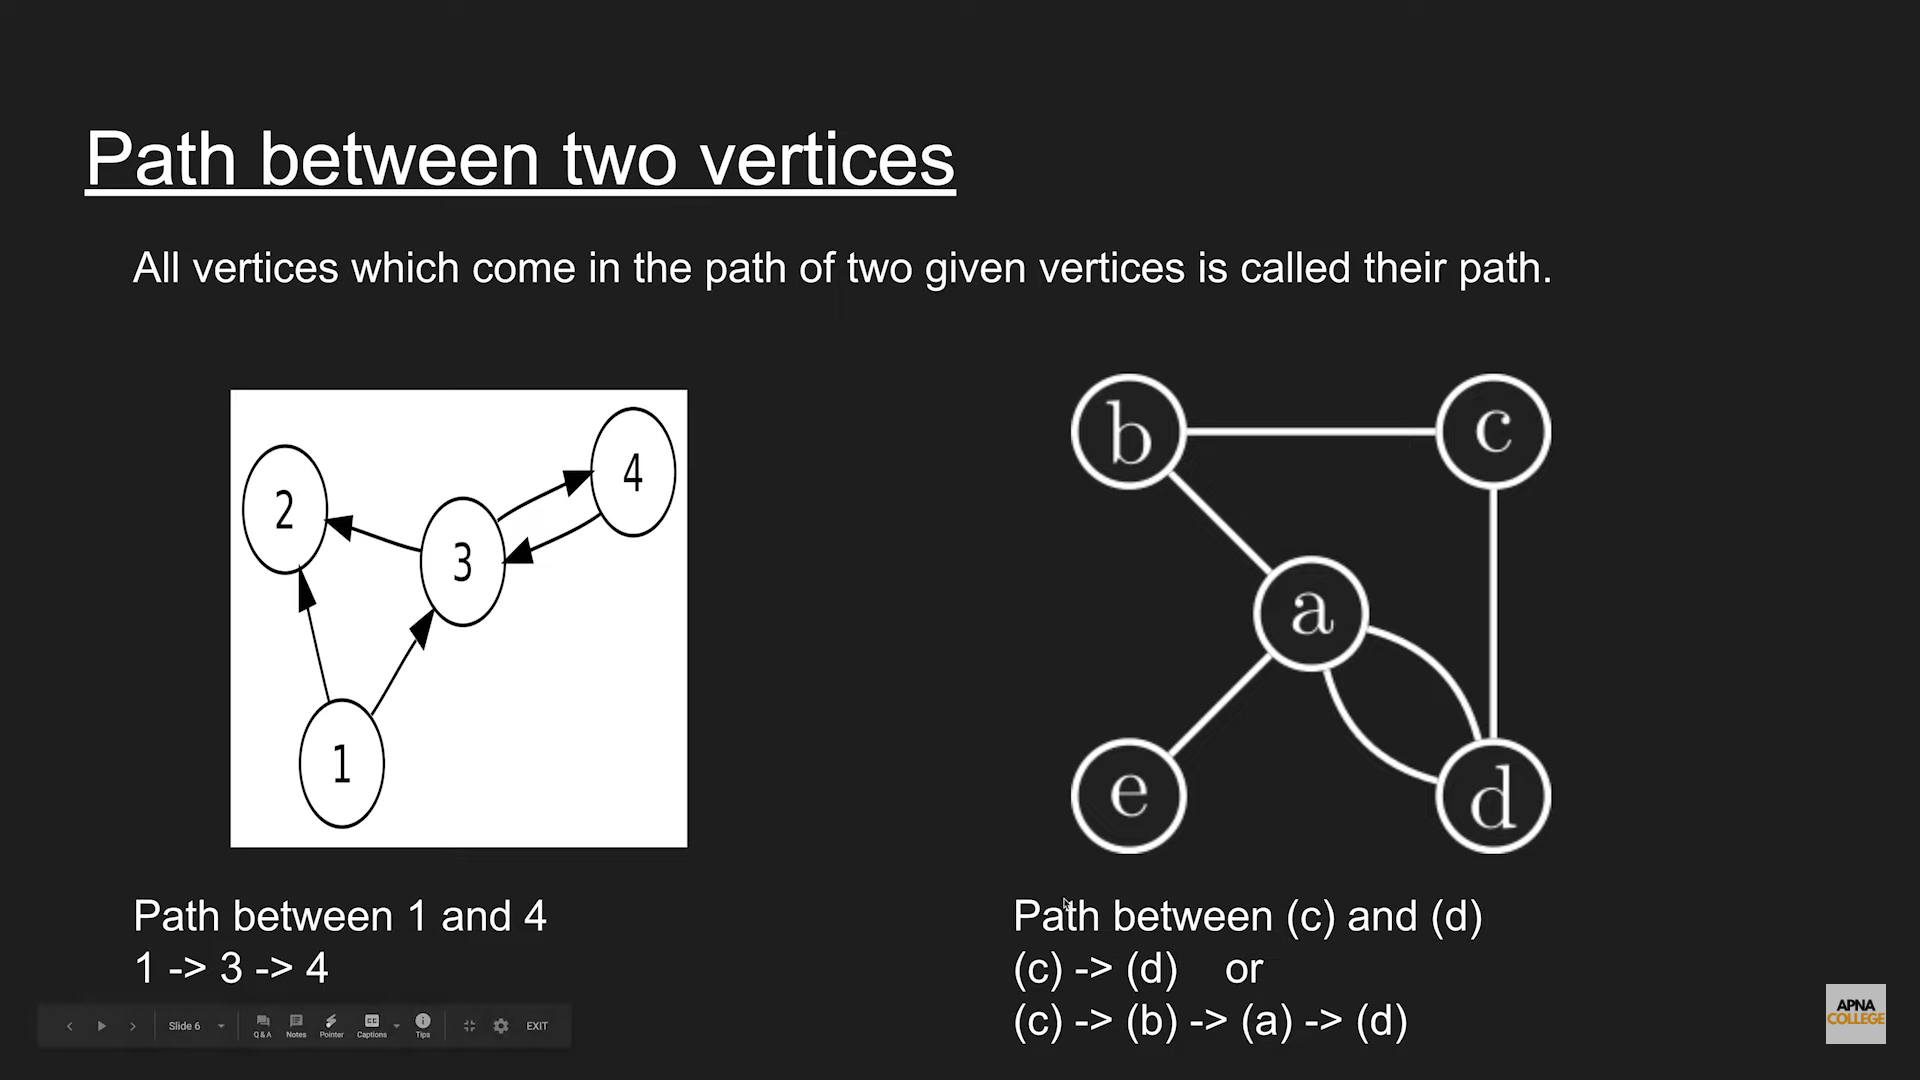 Path between two vertices
All vertices which come in the path of two given vertices is called their path.
2
4
3
1
b
c
a
e
d
Path between 1 and 4
1 -> 3 -> 4
Path between (c) and (d)
(c) -> (d) or
(c) -> (b) -> (a) -> (d)
Slide 6
Q & A
Notes
Pointer
CC
Captions
Tips
EXIT
APNA
COLLEGE